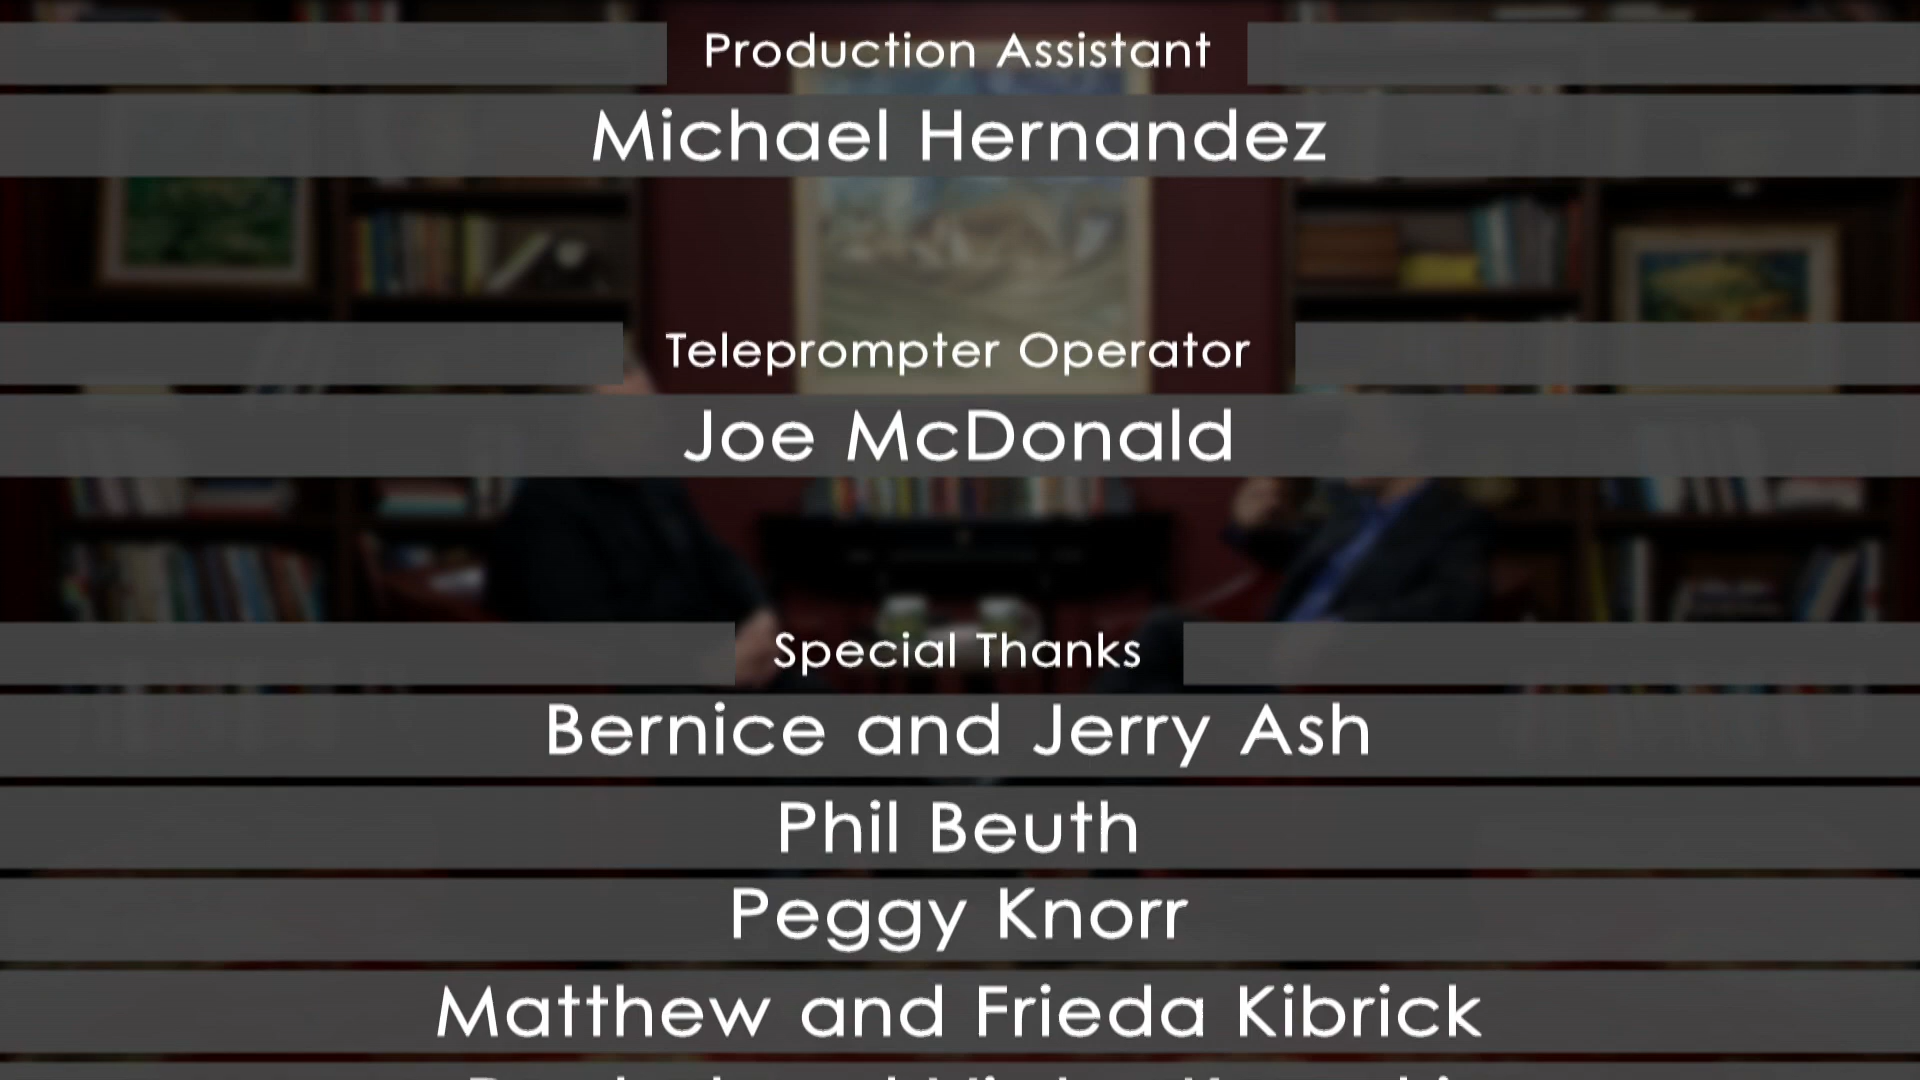 Production Assistant
Michael Hernandez
Teleprompter Operator
Joe McDonald
Special Thanks
Bernice and Jerry Ash
Phil Beuth
Peggy Knorr
Matthew and Frieda Kibrick